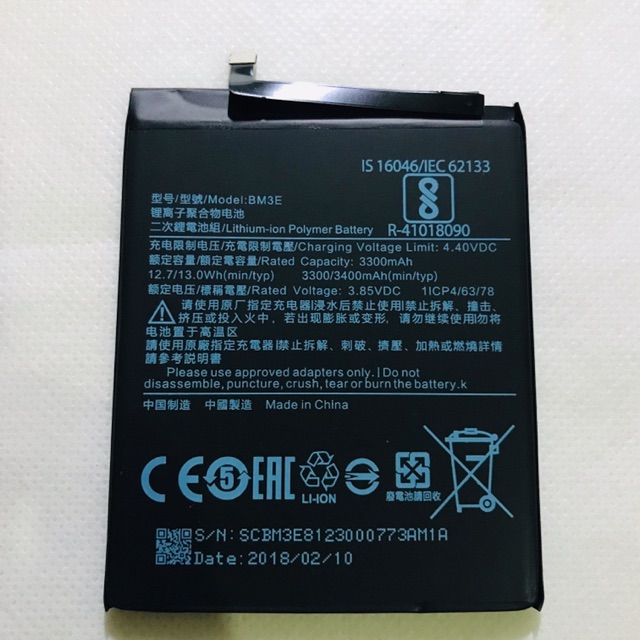 IS 16046/IEC 62133
R-41018090
型号/型號/Model: BM3E
锂离子聚合物电池
二次鋰電池組/Lithium-ion Polymer Battery
充电限制电压/充電限制電壓/Charging Voltage Limit: 4.40VDC
额定容量/額定電容量/Rated Capacity: 3300mAh
12.7/13.0Wh(min/typ) 3300/3400mAh(min/typ)
额定电压/標稱電壓/Rated Voltage: 3.85VDC 1ICP4/63/78
请使用原厂指定充电器|浸水后禁止使用|禁止拆解、撞击、
挤压或投入火中，若出现膨胀或变形，请勿继续使用|勿将
电池置于高温区
請依照原廠指定充電器|禁止拆解、刺破、擠壓、加熱或燃燒詳情
Please use approved adapters only. |Do not
disassemble, puncture, crush, tear or burn the battery.k
中国制造 中國製造 Made in China
CE 5 EAC
LI-ION
廢電池請回收
S/N: SCBM3E8123000773AM1A
Date: 2018/02/10